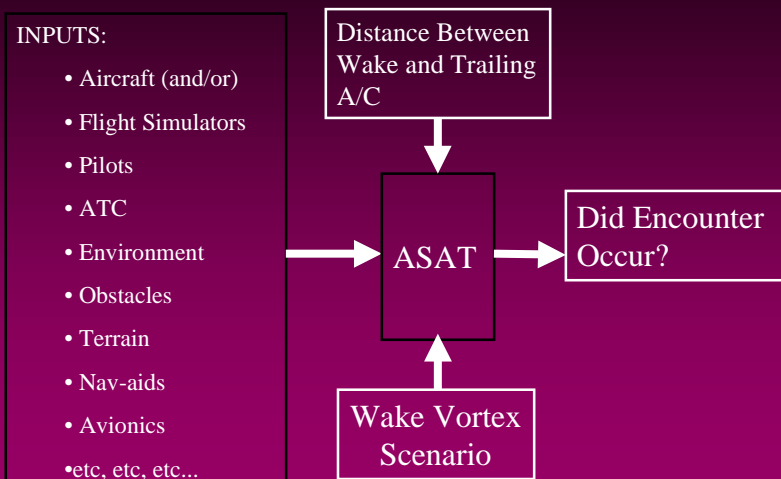 INPUTS:
• Aircraft (and/or)
• Flight Simulators
• Pilots
• ATC
• Environment
• Obstacles
• Terrain
• Nav-aids
• Avionics
•etc, etc, etc...
Distance Between
Wake and Trailing
A/C
ASAT
Did Encounter
Occur?
Wake Vortex
Scenario